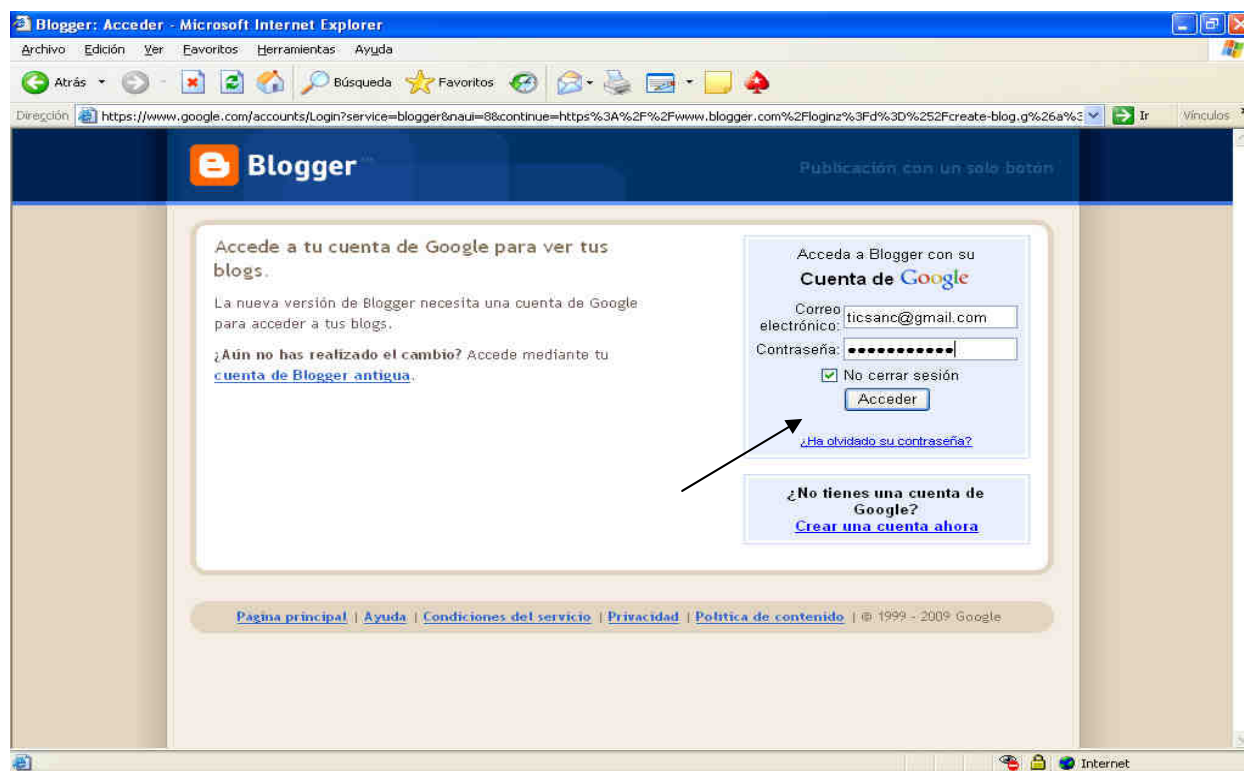 Blogger: Acceder - Microsoft Internet Explorer
Archivo Edición Ver Favoritos Herramientas Ayuda
Atrás Búsqueda Favoritos
Dirección https://www.google.com/accounts/Login?service=blogger&naui=8&continue=https%3A%2F%2Fwww.blogger.com%2Floginz%3Fd%3D%252Fcreate-blog.g%26a%3 Ir Vínculos
Blogger
Publicación con un solo botón
Accede a tu cuenta de Google para ver tus
blogs.
La nueva versión de Blogger necesita una cuenta de Google
para acceder a tus blogs.
¿Aún no has realizado el cambio? Accede mediante tu
cuenta de Blogger antigua.
Acceda a Blogger con su
Cuenta de Google
Correo
electrónico: ticsanc@gmail.com
Contraseña: •••••••••••
No cerrar sesión
Acceder
¿Ha olvidado su contraseña?
¿No tienes una cuenta de
Google?
Crear una cuenta ahora
Pagina principal | Ayuda | Condiciones del servicio | Privacidad | Política de contenido | © 1999 - 2009 Google
Internet